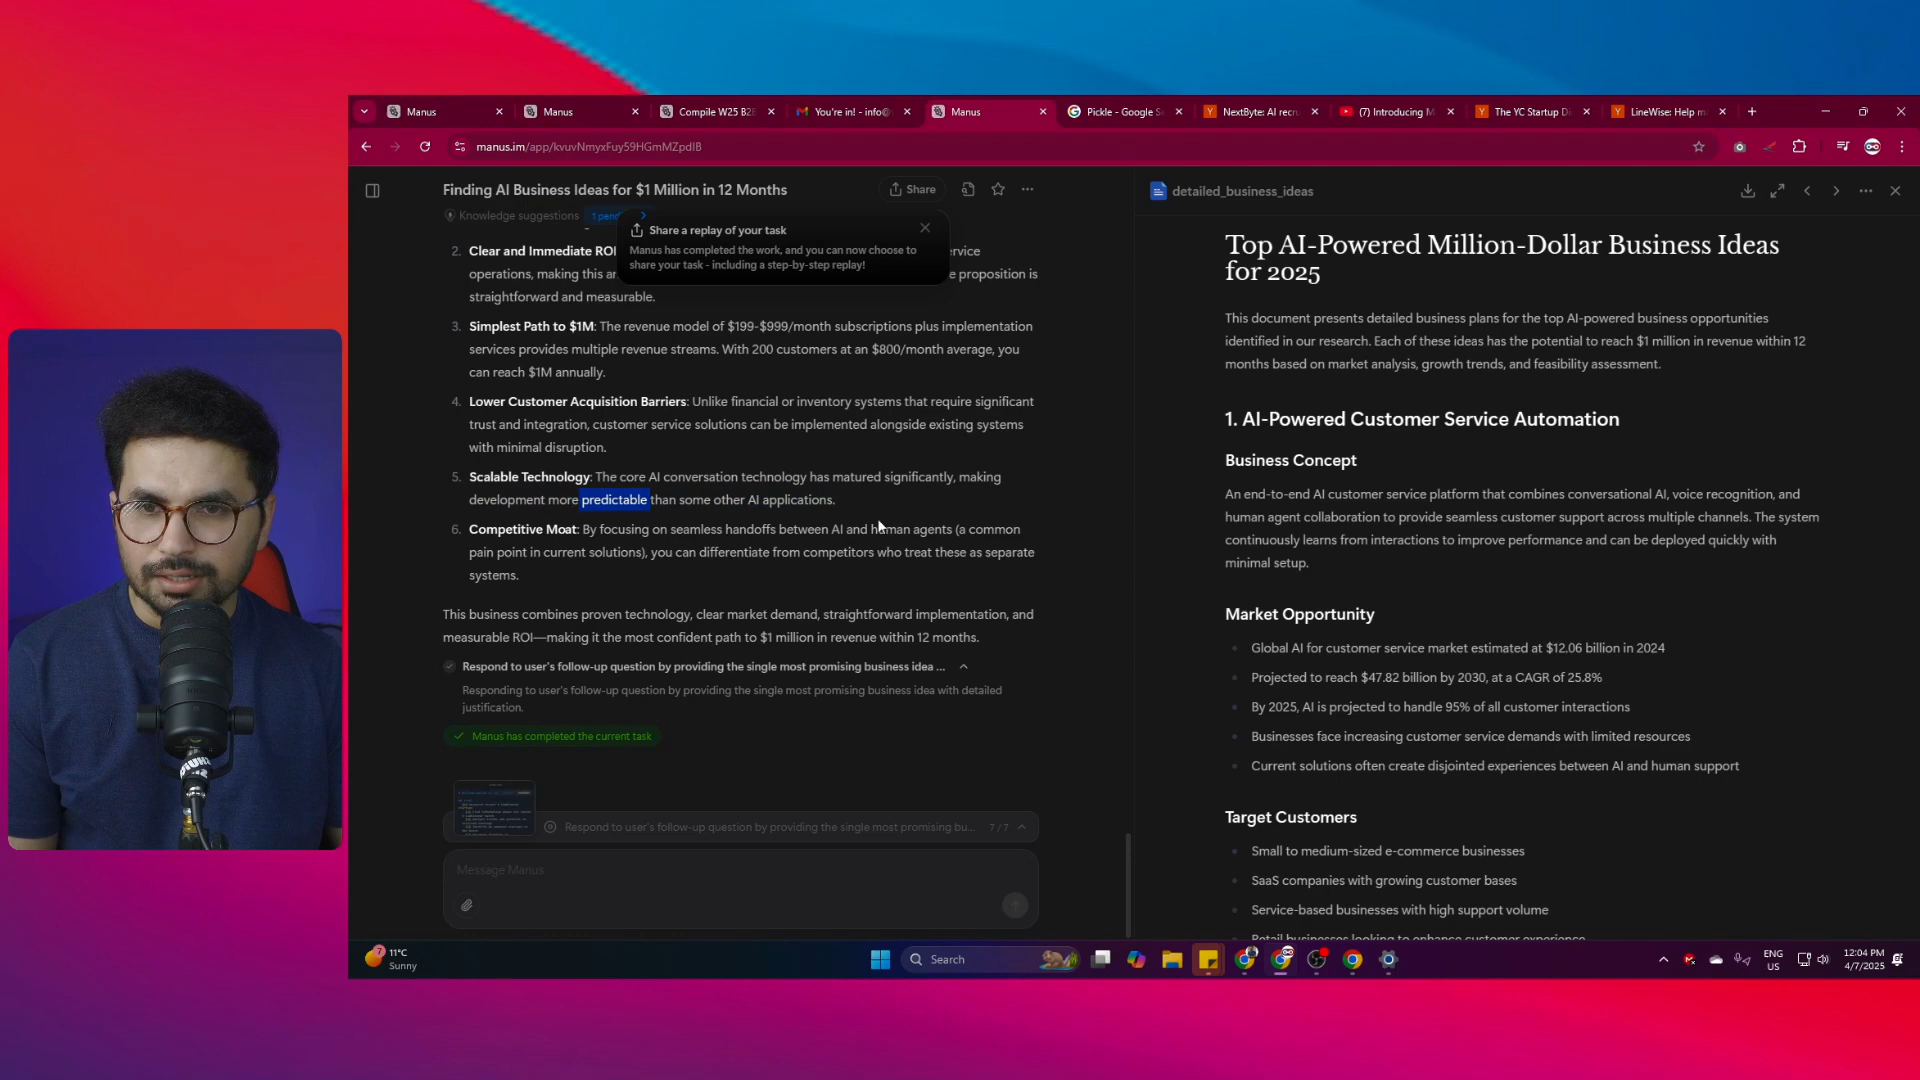 Manus
Manus
Compile W25 B2B
You're in! - info@
Manus
Pickle - Google Se
NextByte: AI recru
(7) Introducing M
The YC Startup Di
LineWise: Help m
manus.im/app/kvuvNmyxFuy59HGmMZpdIB
Finding AI Business Ideas for $1 Million in 12 Months
Share
Knowledge suggestions
1 pend
Share a replay of your task
Manus has completed the work, and you can now choose to
share your task - including a step-by-step replay!
2. Clear and Immediate ROI ervice
operations, making this ar e proposition is
straightforward and measurable.
3. Simplest Path to $1M: The revenue model of $199-$999/month subscriptions plus implementation
services provides multiple revenue streams. With 200 customers at an $800/month average, you
can reach $1M annually.
4. Lower Customer Acquisition Barriers: Unlike financial or inventory systems that require significant
trust and integration, customer service solutions can be implemented alongside existing systems
with minimal disruption.
5. Scalable Technology: The core AI conversation technology has matured significantly, making
development more predictable than some other AI applications.
6. Competitive Moat: By focusing on seamless handoffs between AI and human agents (a common
pain point in current solutions), you can differentiate from competitors who treat these as separate
systems.
This business combines proven technology, clear market demand, straightforward implementation, and
measurable ROI—making it the most confident path to $1 million in revenue within 12 months.
Respond to user's follow-up question by providing the single most promising business idea ...
Responding to user's follow-up question by providing the single most promising business idea with detailed
justification.
Manus has completed the current task
Respond to user's follow-up question by providing the single most promising bu... 7 / 7
Message Manus
detailed_business_ideas
Top AI-Powered Million-Dollar Business Ideas
for 2025
This document presents detailed business plans for the top AI-powered business opportunities
identified in our research. Each of these ideas has the potential to reach $1 million in revenue within 12
months based on market analysis, growth trends, and feasibility assessment.
1. AI-Powered Customer Service Automation
Business Concept
An end-to-end AI customer service platform that combines conversational AI, voice recognition, and
human agent collaboration to provide seamless customer support across multiple channels. The system
continuously learns from interactions to improve performance and can be deployed quickly with
minimal setup.
Market Opportunity
Global AI for customer service market estimated at $12.06 billion in 2024
Projected to reach $47.82 billion by 2030, at a CAGR of 25.8%
By 2025, AI is projected to handle 95% of all customer interactions
Businesses face increasing customer service demands with limited resources
Current solutions often create disjointed experiences between AI and human support
Target Customers
Small to medium-sized e-commerce businesses
SaaS companies with growing customer bases
Service-based businesses with high support volume
Retail businesses looking to enhance customer experience
7
11°C
Sunny
Search
ENG
US
12:04 PM
4/7/2025